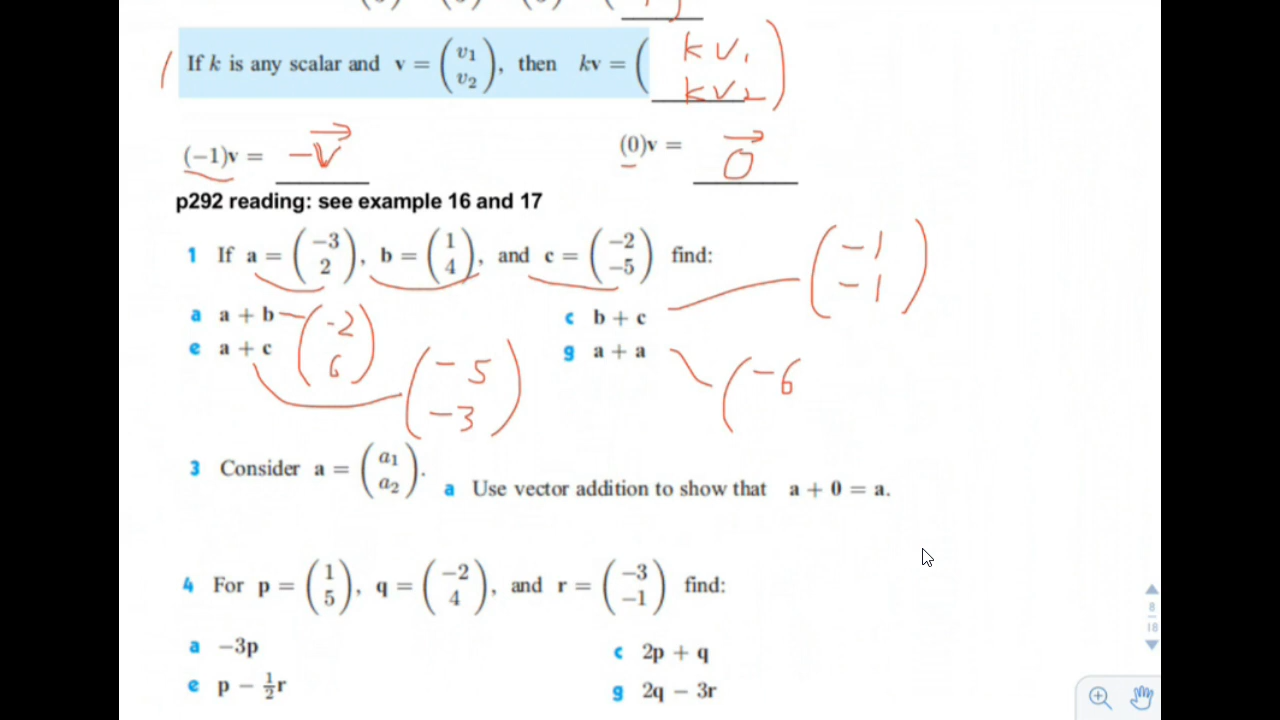 If k is any scalar and v = (v1 v2), then kv = ( kv1 kv2 )
(−1)v = −v (0)v = 0
p292 reading: see example 16 and 17
1 If a = (−3 2), b = (1 4), and c = (−2 −5) find:
(−1 −1)
a a + b (-2 6) c b + c
e a + c (−5 −3) g a + a (−6
3 Consider a = (a1 a2).
a Use vector addition to show that a + 0 = a.
4 For p = (1 5), q = (−2 4), and r = (−3 −1) find:
a −3p c 2p + q
e p − 1/2 r g 2q − 3r
8
18